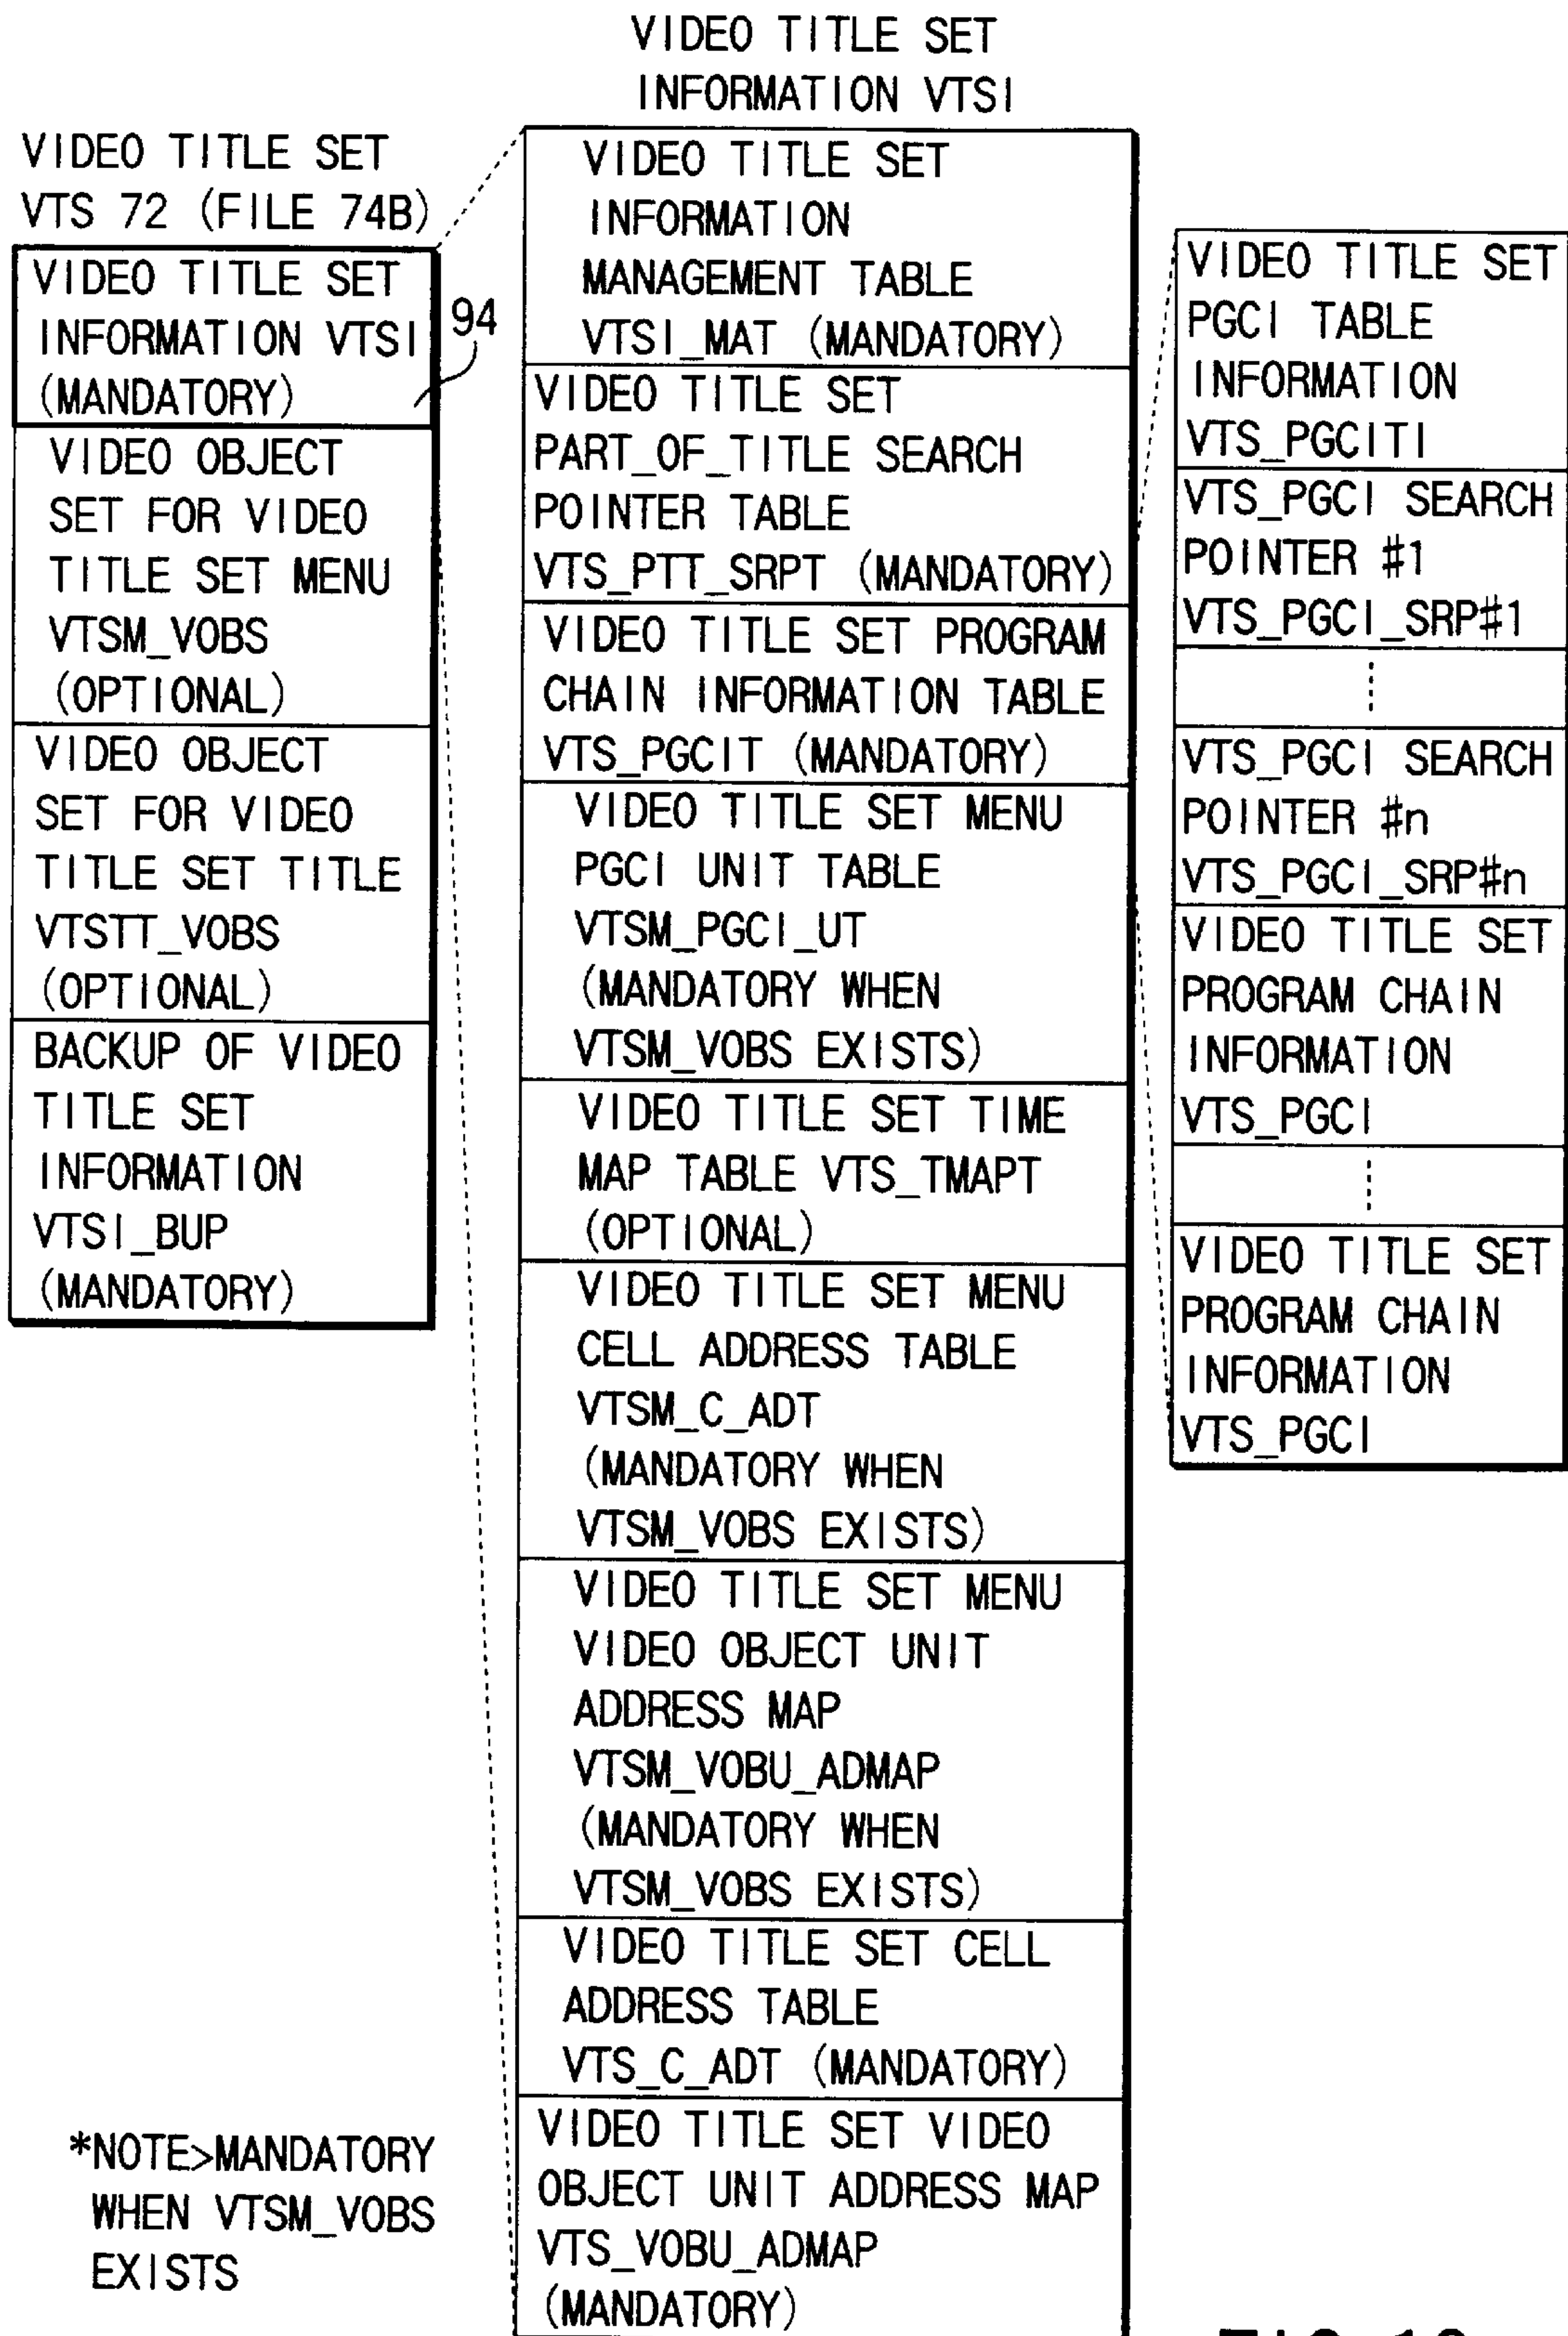 VIDEO TITLE SET
INFORMATION VTSI
VIDEO TITLE SET
VTS 72 (FILE 74B)
VIDEO TITLE SET
INFORMATION VTSI
(MANDATORY)
94
VIDEO OBJECT
SET FOR VIDEO
TITLE SET MENU
VTSM_VOBS
(OPTIONAL)
VIDEO OBJECT
SET FOR VIDEO
TITLE SET TITLE
VTSTT_VOBS
(OPTIONAL)
BACKUP OF VIDEO
TITLE SET
INFORMATION
VTSI_BUP
(MANDATORY)
*NOTE>MANDATORY
WHEN VTSM_VOBS
EXISTS
VIDEO TITLE SET
INFORMATION
MANAGEMENT TABLE
VTSI_MAT (MANDATORY)
VIDEO TITLE SET
PART_OF_TITLE SEARCH
POINTER TABLE
VTS_PTT_SRPT (MANDATORY)
VIDEO TITLE SET PROGRAM
CHAIN INFORMATION TABLE
VTS_PGCIT (MANDATORY)
VIDEO TITLE SET MENU
PGCI UNIT TABLE
VTSM_PGCI_UT
(MANDATORY WHEN
VTSM_VOBS EXISTS)
VIDEO TITLE SET TIME
MAP TABLE VTS_TMAPT
(OPTIONAL)
VIDEO TITLE SET MENU
CELL ADDRESS TABLE
VTSM_C_ADT
(MANDATORY WHEN
VTSM_VOBS EXISTS)
VIDEO TITLE SET MENU
VIDEO OBJECT UNIT
ADDRESS MAP
VTSM_VOBU_ADMAP
(MANDATORY WHEN
VTSM_VOBS EXISTS)
VIDEO TITLE SET CELL
ADDRESS TABLE
VTS_C_ADT (MANDATORY)
VIDEO TITLE SET VIDEO
OBJECT UNIT ADDRESS MAP
VTS_VOBU_ADMAP
(MANDATORY)
VIDEO TITLE SET
PGCI TABLE
INFORMATION
VTS_PGCITI
VTS_PGCI SEARCH
POINTER #1
VTS_PGCI_SRP#1
VTS_PGCI SEARCH
POINTER #n
VTS_PGCI_SRP#n
VIDEO TITLE SET
PROGRAM CHAIN
INFORMATION
VTS_PGCI
VIDEO TITLE SET
PROGRAM CHAIN
INFORMATION
VTS_PGCI